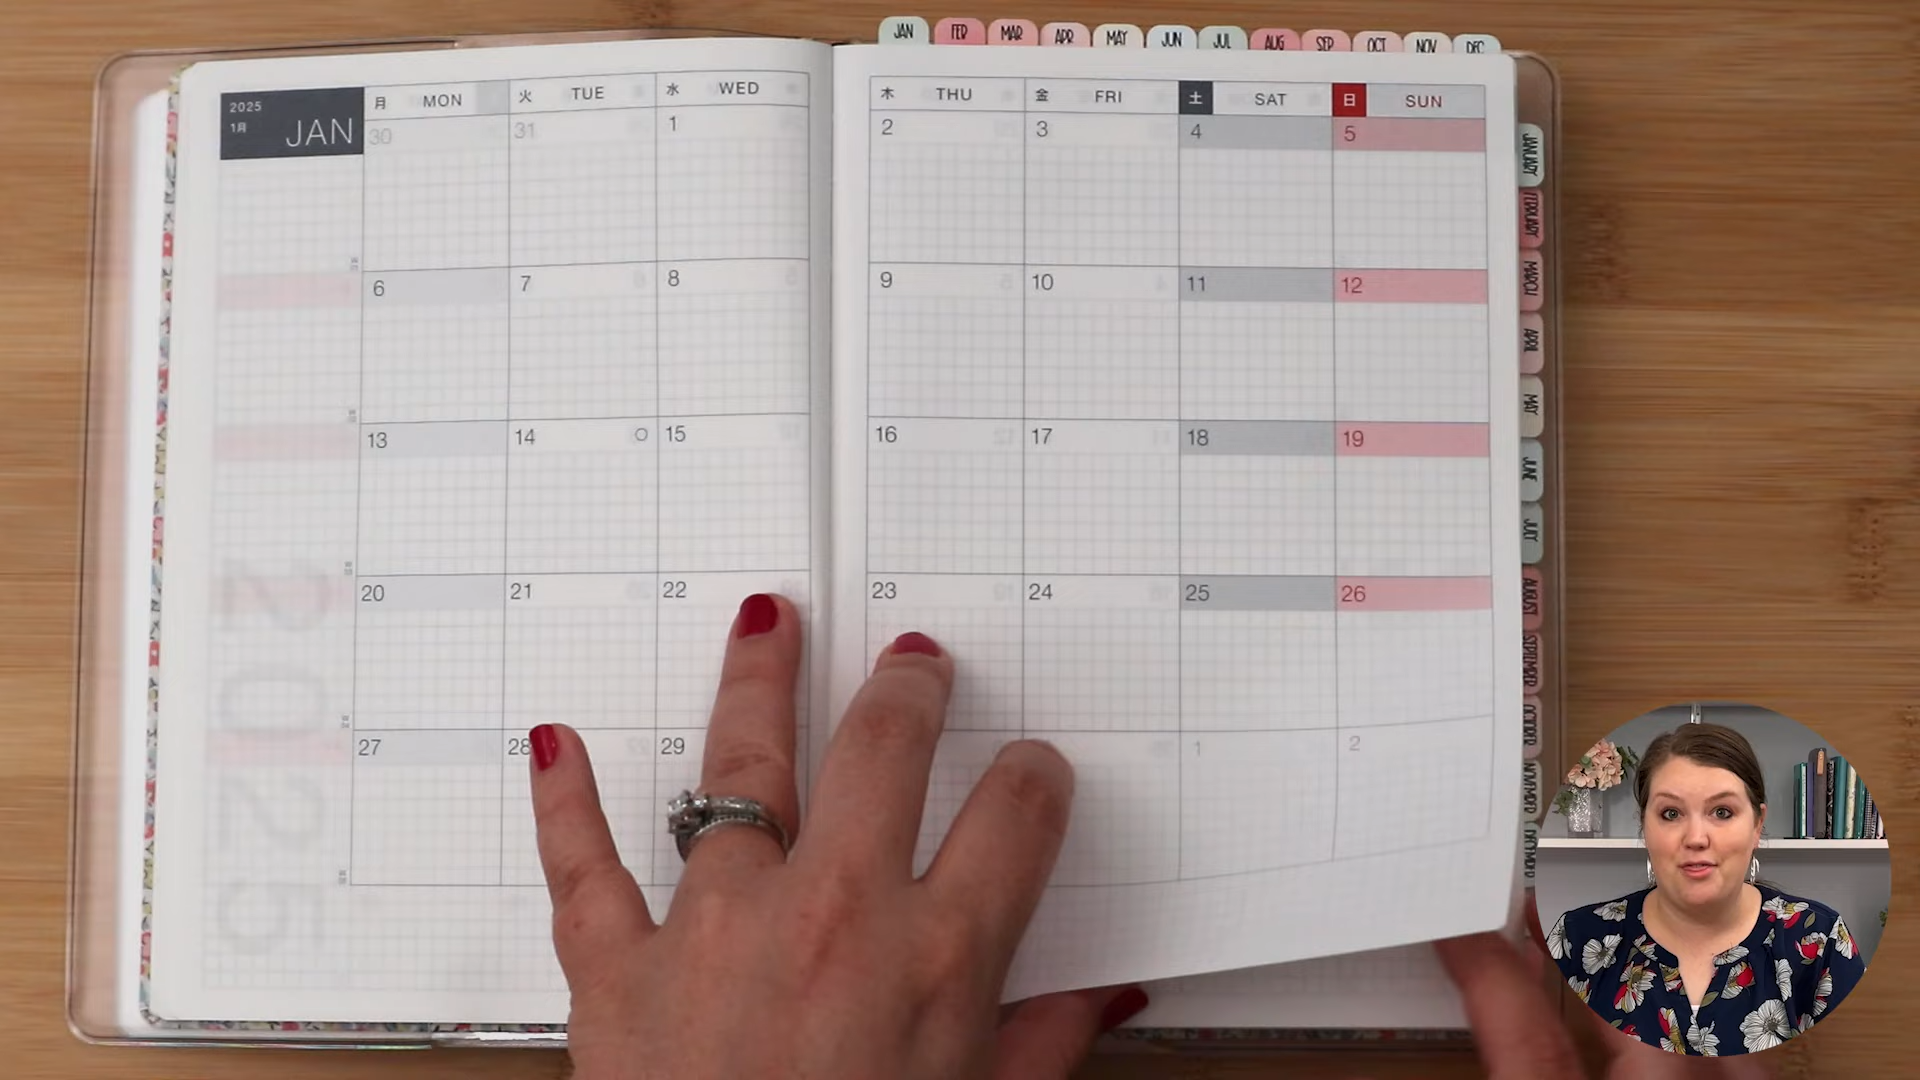 JAN FEB MAR APR MAY JUN JUL AUG SEP OCT NOV DEC
2025
1月
JAN
月 MON 火 TUE 水 WED 木 THU 金 FRI 土 SAT 日 SUN
30 31 1 2 3 4 5
6 7 8 9 10 11 12
13 14 15 16 17 18 19
20 21 22 23 24 25 26
27 28 29 1 2
JANUARY
FEBRUARY
MARCH
APRIL
MAY
JUNE
JULY
AUGUST
SEPTEMBER
OCTOBER
NOVEMBER
DECEMBER
2025